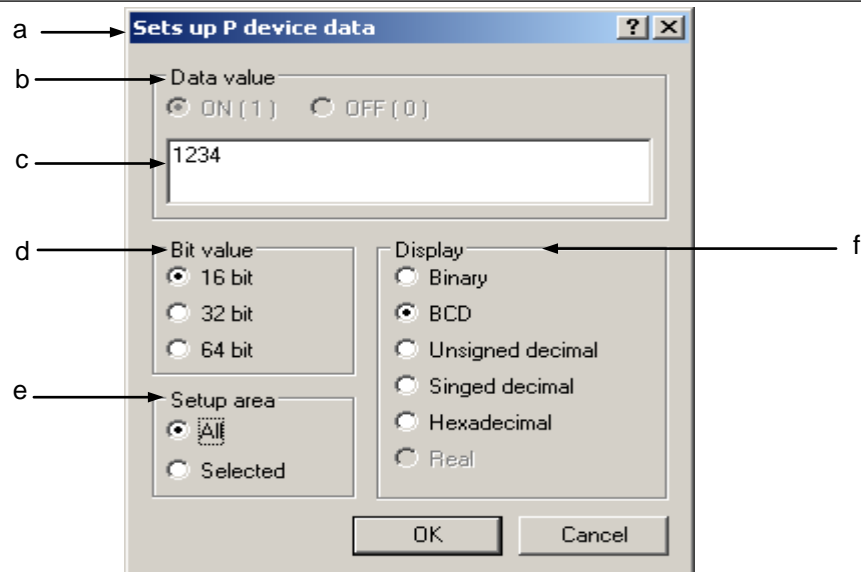 a
Sets up P device data
b
Data value
ON ( 1 ) OFF ( 0 )
c
1234
d
Bit value
16 bit
32 bit
64 bit
e
Setup area
All
Selected
Display
f
Binary
BCD
Unsigned decimal
Singed decimal
Hexadecimal
Real
OK Cancel